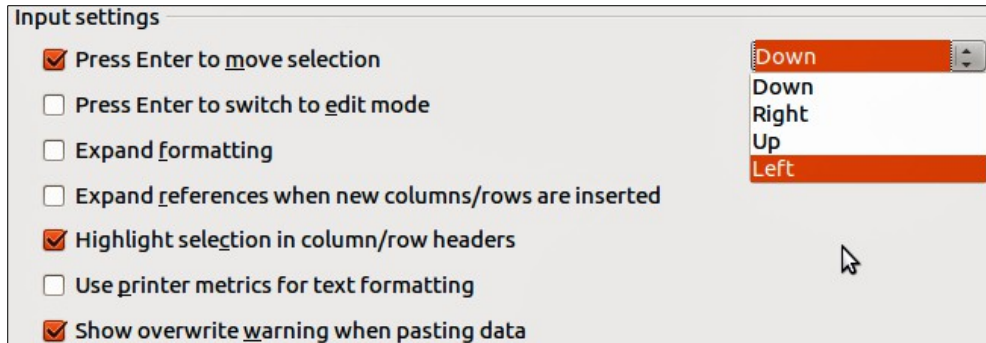 Input settings
Press Enter to move selection
Down
Down
Right
Up
Left
Press Enter to switch to edit mode
Expand formatting
Expand references when new columns/rows are inserted
Highlight selection in column/row headers
Use printer metrics for text formatting
Show overwrite warning when pasting data